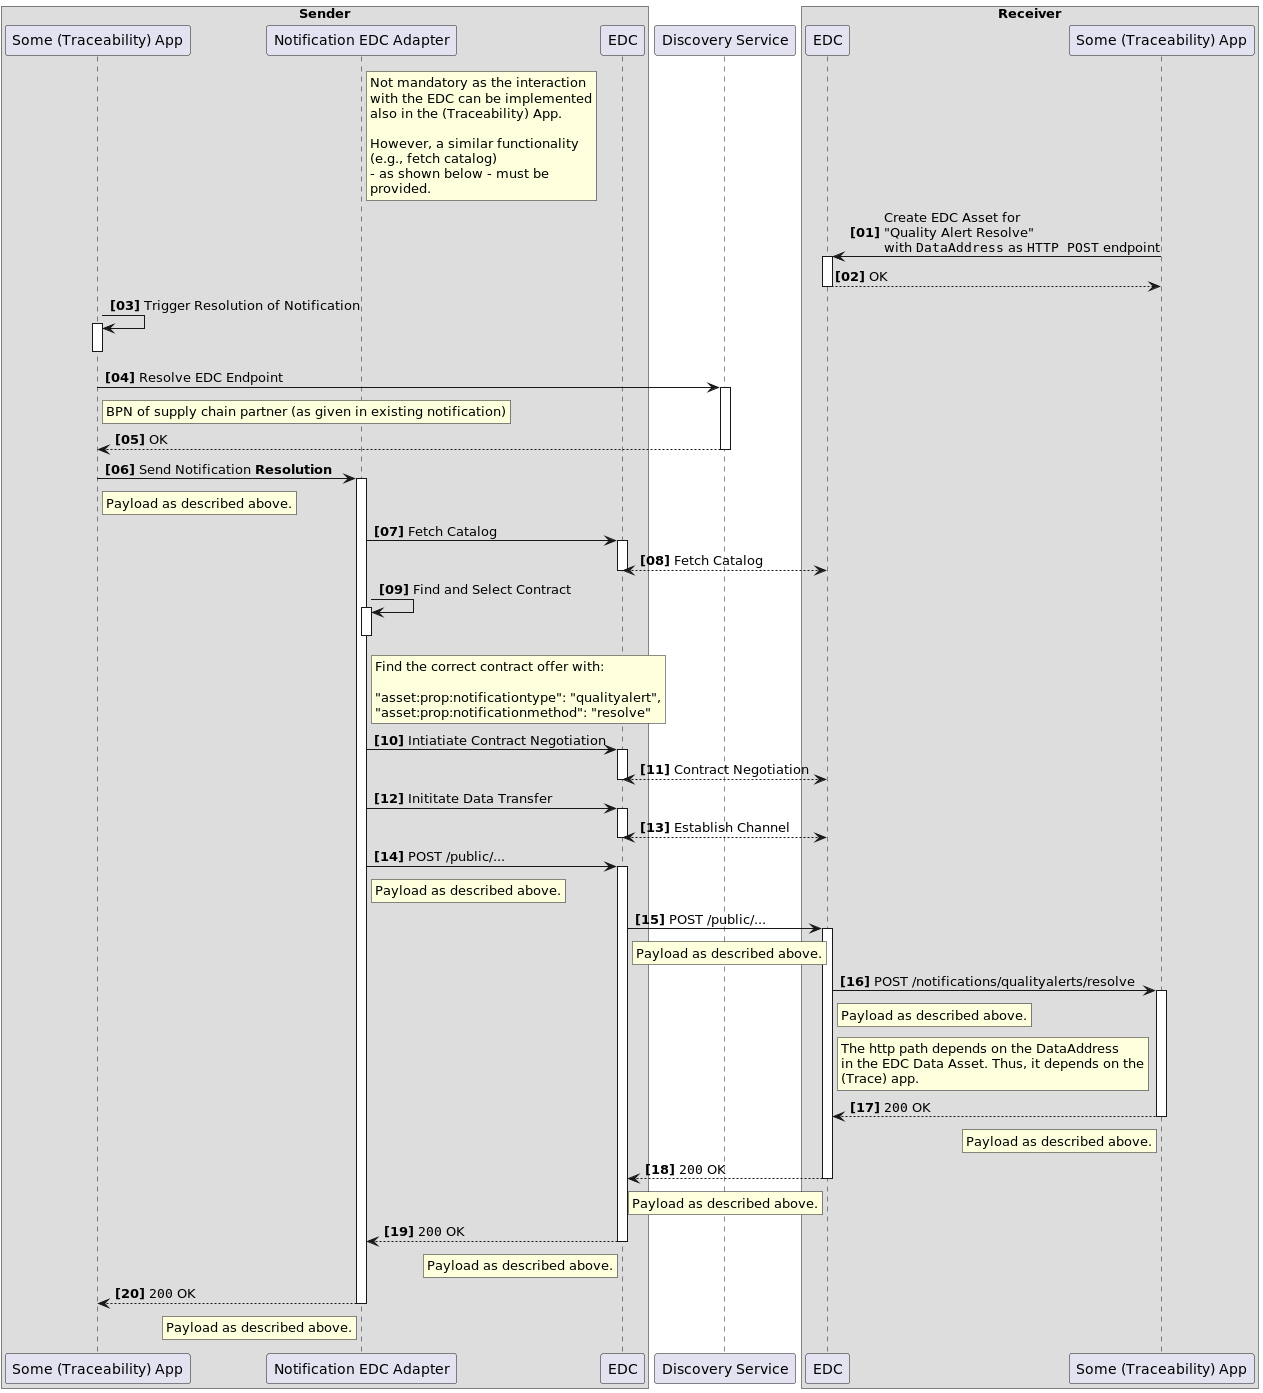 Sender
Receiver
Some (Traceability) App
Notification EDC Adapter
EDC
Discovery Service
EDC
Some (Traceability) App
Not mandatory as the interaction
with the EDC can be implemented
also in the (Traceability) App.
However, a similar functionality
(e.g., fetch catalog)
- as shown below - must be
provided.
Create EDC Asset for
[01] "Quality Alert Resolve"
with DataAddress as HTTP POST endpoint
[02] OK
[03] Trigger Resolution of Notification
[04] Resolve EDC Endpoint
BPN of supply chain partner (as given in existing notification)
[05] OK
[06] Send Notification Resolution
Payload as described above.
[07] Fetch Catalog
[08] Fetch Catalog
[09] Find and Select Contract
Find the correct contract offer with:
"asset:prop:notificationtype": "qualityalert",
"asset:prop:notificationmethod": "resolve"
[10] Intiatiate Contract Negotiation
[11] Contract Negotiation
[12] Inititate Data Transfer
[13] Establish Channel
[14] POST /public/...
Payload as described above.
[15] POST /public/...
Payload as described above.
[16] POST /notifications/qualityalerts/resolve
Payload as described above.
The http path depends on the DataAddress
in the EDC Data Asset. Thus, it depends on the
(Trace) app.
[17] 200 OK
Payload as described above.
[18] 200 OK
Payload as described above.
[19] 200 OK
Payload as described above.
[20] 200 OK
Payload as described above.
Some (Traceability) App
Notification EDC Adapter
EDC
Discovery Service
EDC
Some (Traceability) App